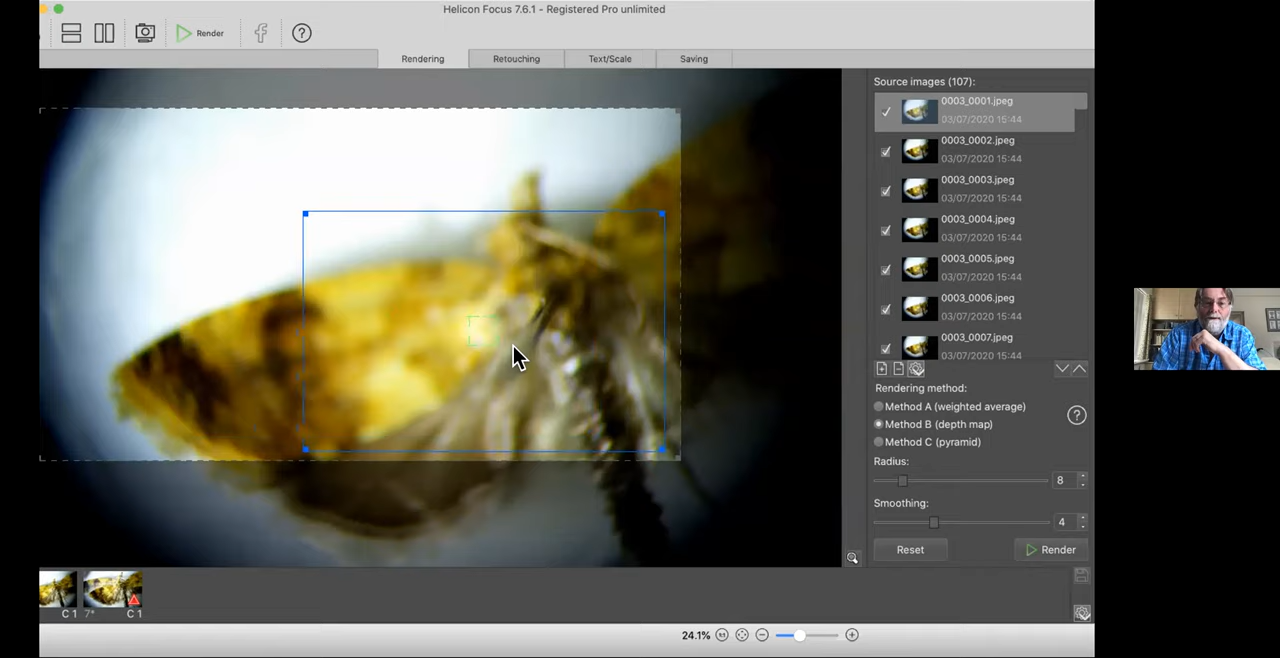 Helicon Focus 7.6.1 - Registered Pro unlimited
Render
Rendering
Retouching
Text/Scale
Saving
Source images (107):
0003_0001.jpeg
03/07/2020 15:44
0003_0002.jpeg
03/07/2020 15:44
0003_0003.jpeg
03/07/2020 15:44
0003_0004.jpeg
03/07/2020 15:44
0003_0005.jpeg
03/07/2020 15:44
0003_0006.jpeg
03/07/2020 15:44
0003_0007.jpeg
03/07/2020 15:44
Rendering method:
Method A (weighted average)
Method B (depth map)
Method C (pyramid)
Radius:
8
Smoothing:
4
Reset
Render
C 1
7*
C 1
24.1%